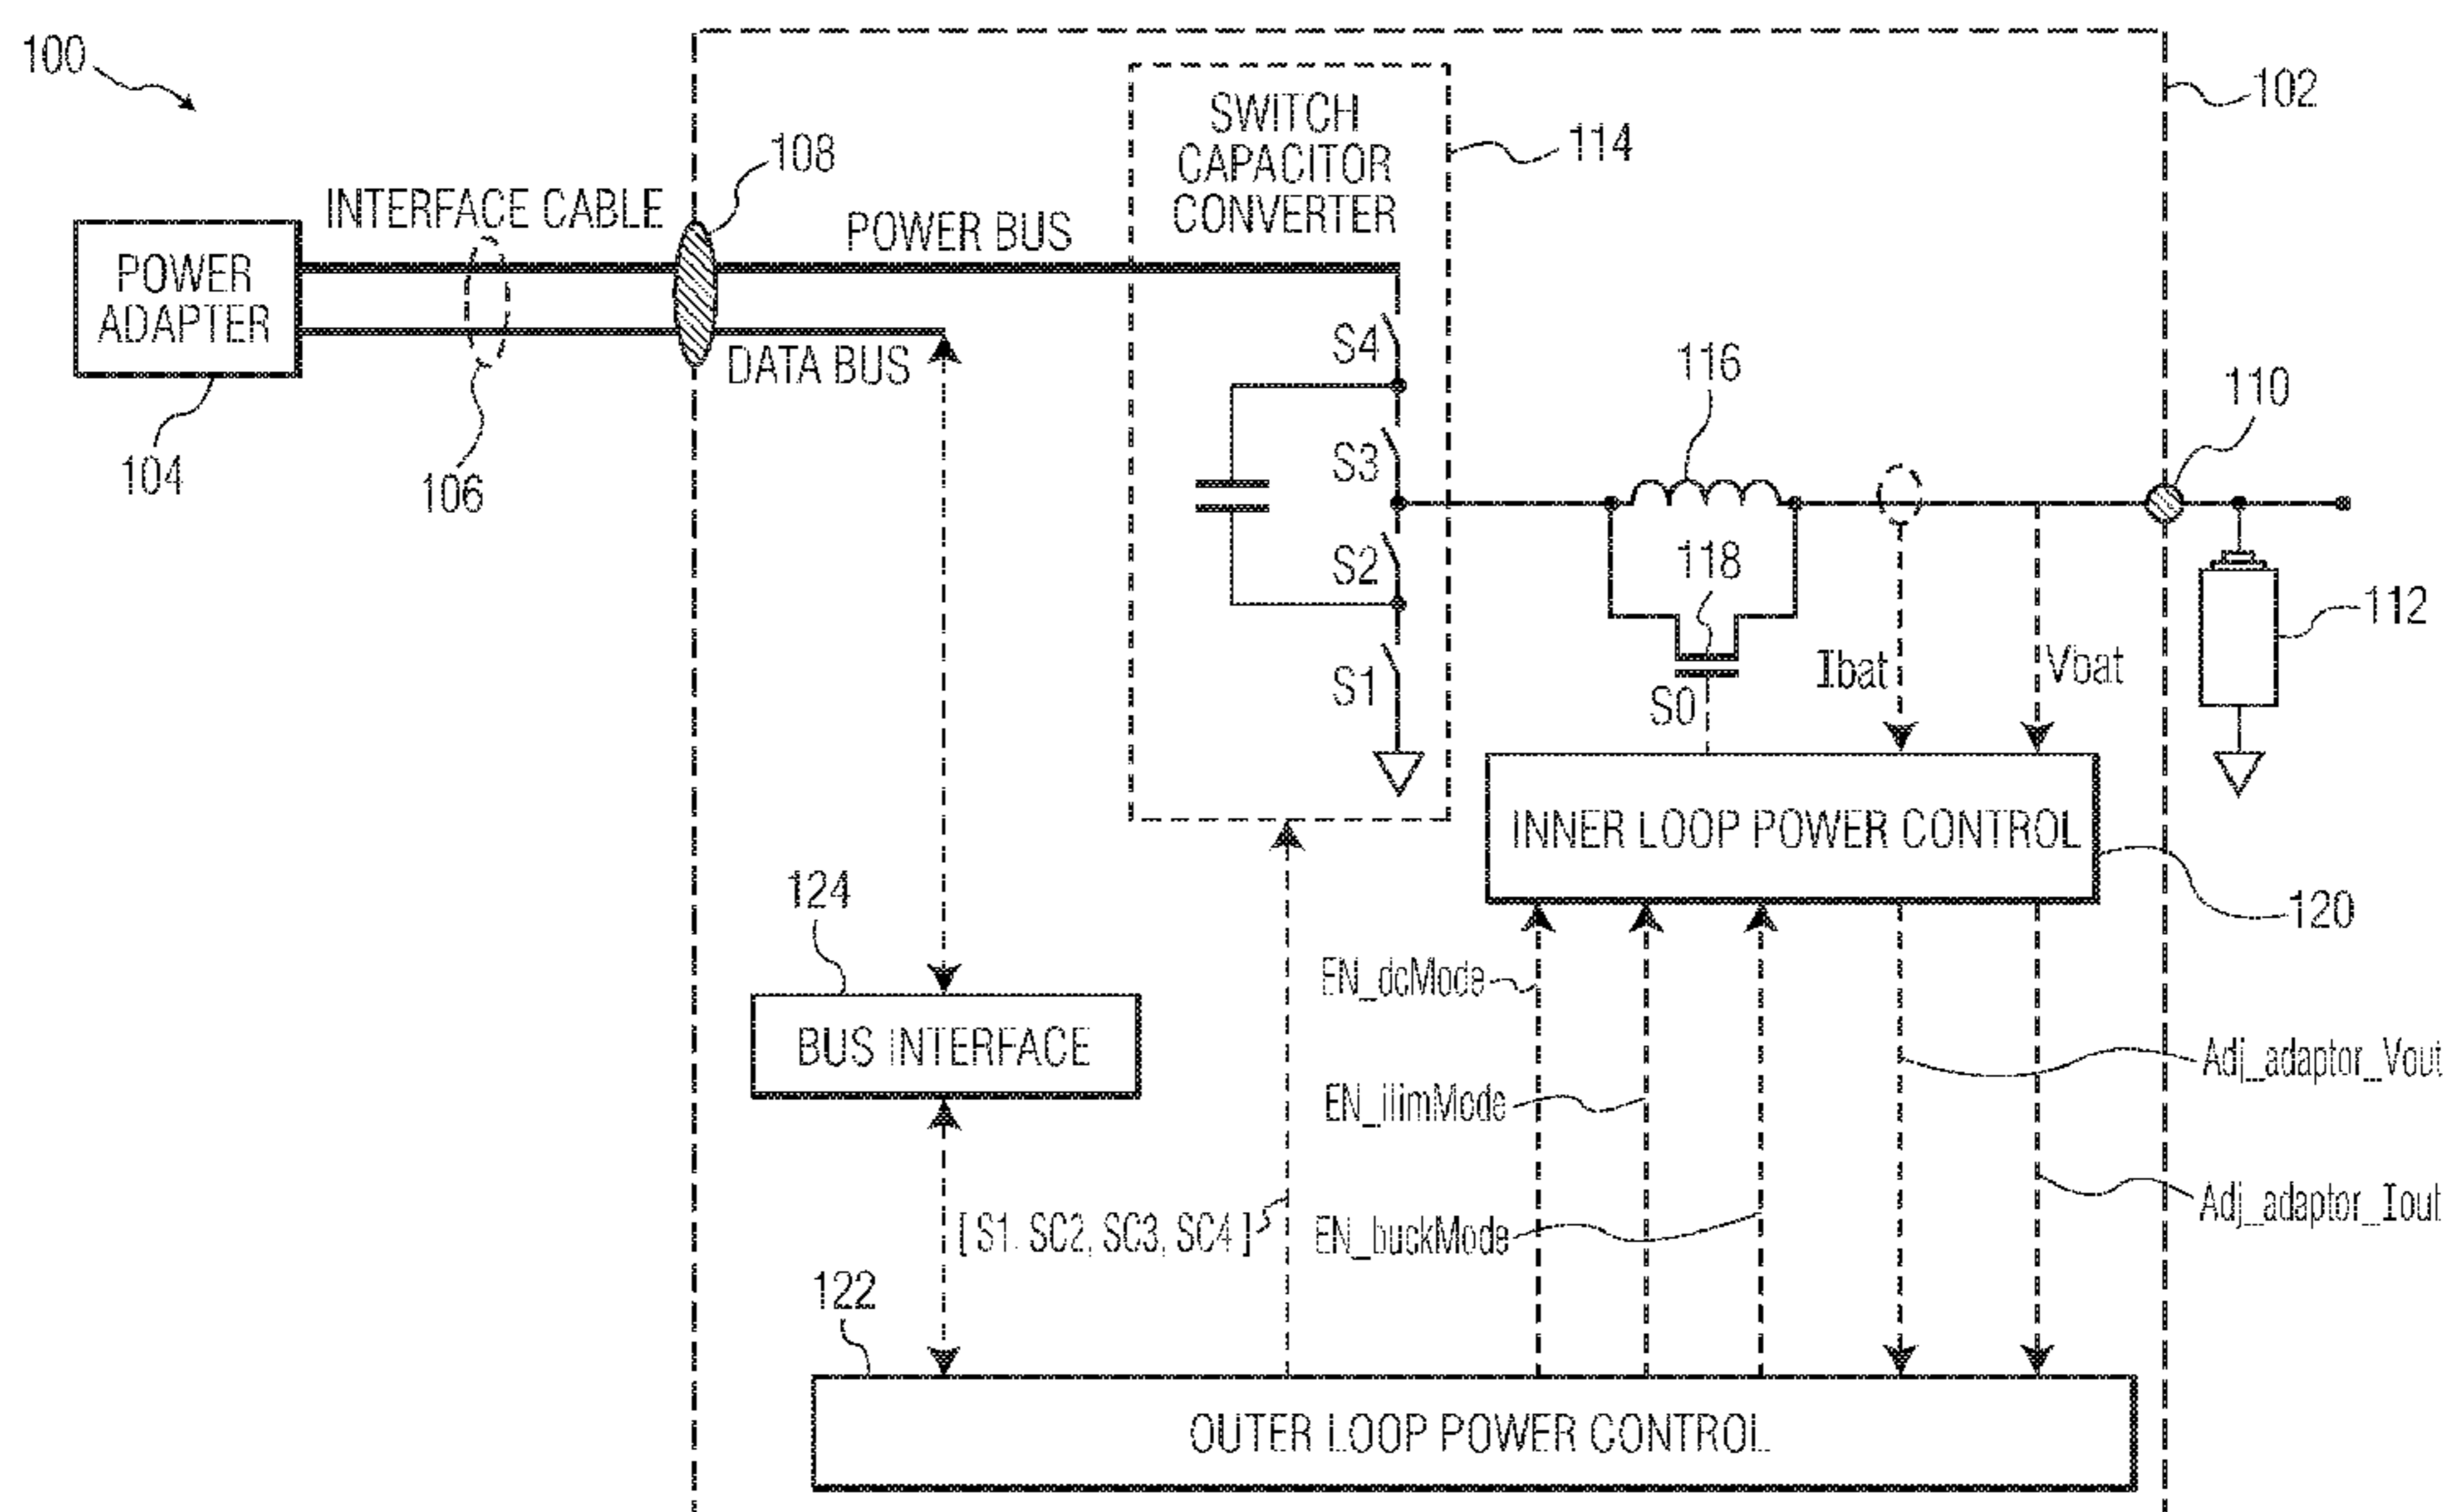 100
102
SWITCH
CAPACITOR
CONVERTER
114
108
INTERFACE CABLE
POWER BUS
POWER
ADAPTER
DATA BUS
S4
116
110
104
106
S3
S2
118
112
S1
S0
Ibat
Vbat
INNER LOOP POWER CONTROL
120
124
EN_dcMode
BUS INTERFACE
Adj_adaptor_Vout
EN_ilimMode
[ S1. SC2, SC3, SC4 ]
EN_buckMode
Adj_adaptor_Iout
122
OUTER LOOP POWER CONTROL